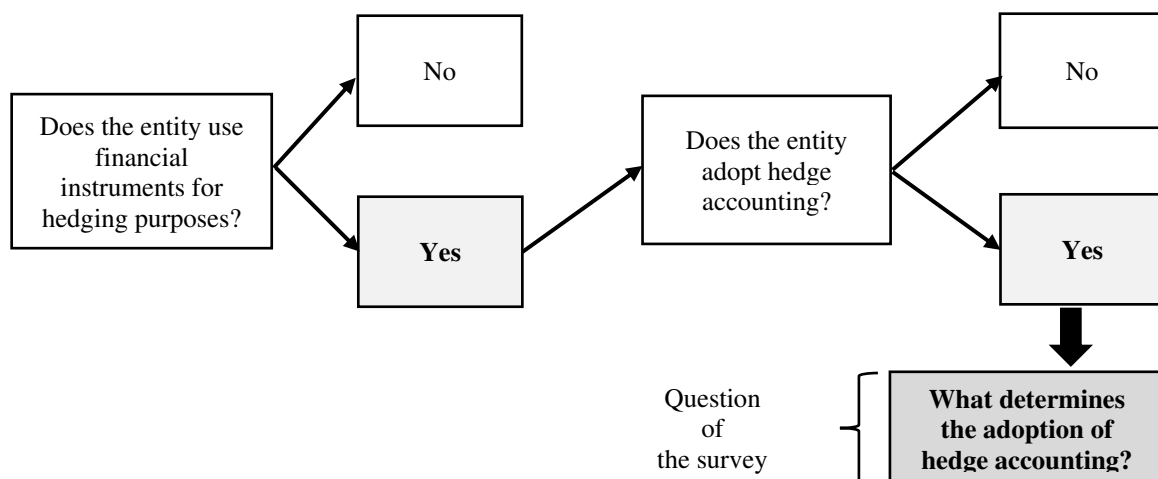 No
Does the entity use
financial
instruments for
hedging purposes?
Yes
Does the entity
adopt hedge
accounting?
No
Yes
Question
of
the survey
What determines
the adoption of
hedge accounting?